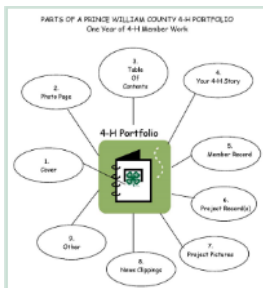 PARTS OF A PRINCE WILLIAM COUNTY 4-H PORTFOLIO
One Year of 4-H Member Work
3.
Table
Of
Contents
4.
Your 4-H Story
2.
Photo Page
4-H Portfolio
5.
Member Record
1.
Cover
6.
Project Record(s)
9.
Other
7.
Project Pictures
8.
News Clippings